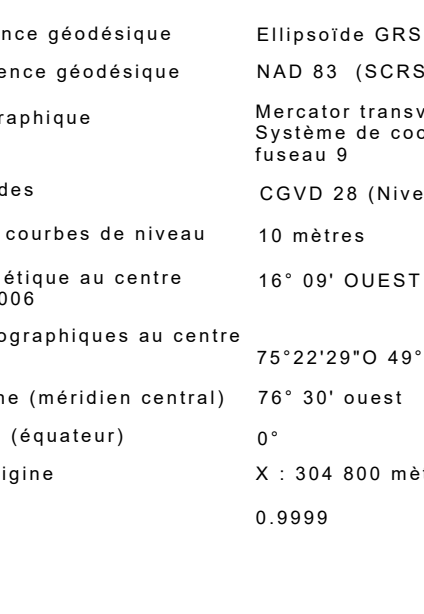 nce géodésique Ellipsoïde GRS
ence géodésique NAD 83 (SCRS
raphique Mercator transv
Système de coo
fuseau 9
des CGVD 28 (Nive
courbes de niveau 10 mètres
étique au centre 16° 09' OUEST
006
ographiques au centre
75°22'29"O 49°
ne (méridien central) 76° 30' ouest
(équateur) 0°
igine X : 304 800 mèt
0.9999